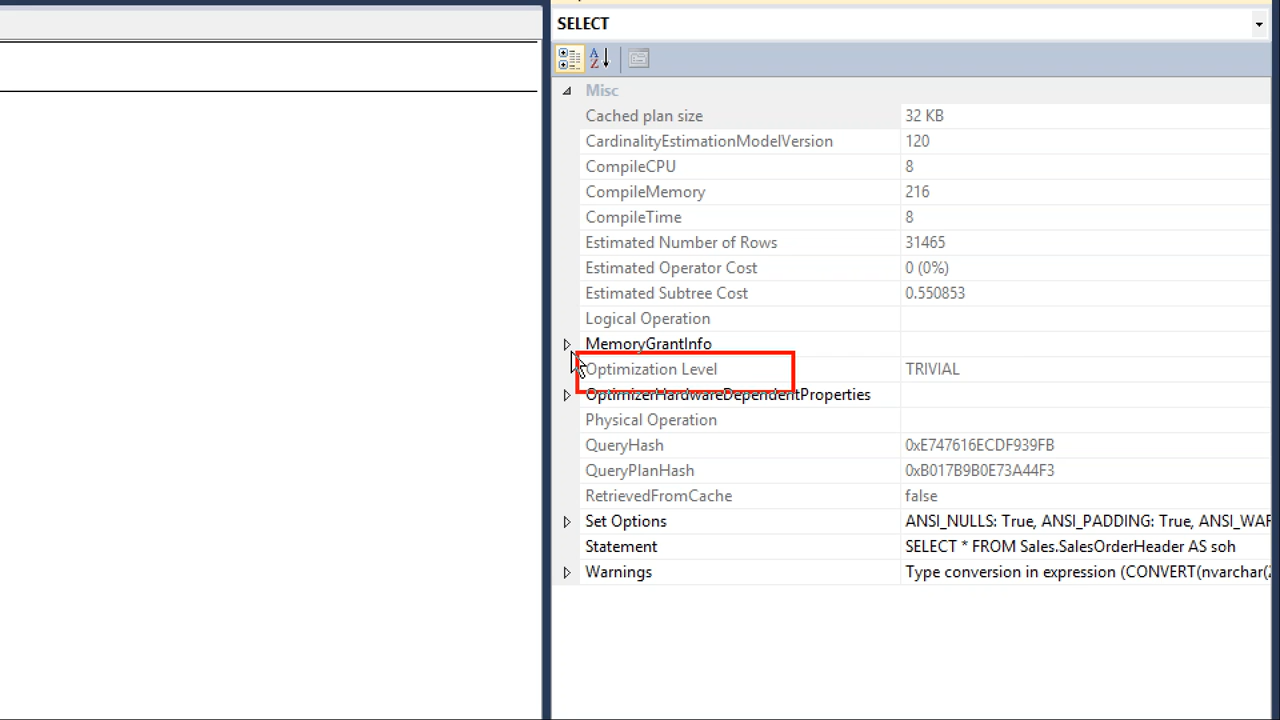 SELECT
Misc
Cached plan size 32 KB
CardinalityEstimationModelVersion 120
CompileCPU 8
CompileMemory 216
CompileTime 8
Estimated Number of Rows 31465
Estimated Operator Cost 0 (0%)
Estimated Subtree Cost 0.550853
Logical Operation
MemoryGrantInfo
Optimization Level TRIVIAL
OptimizerHardwareDependentProperties
Physical Operation
QueryHash 0xE747616ECDF939FB
QueryPlanHash 0xB017B9B0E73A44F3
RetrievedFromCache false
Set Options ANSI_NULLS: True, ANSI_PADDING: True, ANSI_WAR
Statement SELECT * FROM Sales.SalesOrderHeader AS soh
Warnings Type conversion in expression (CONVERT(nvarchar(2